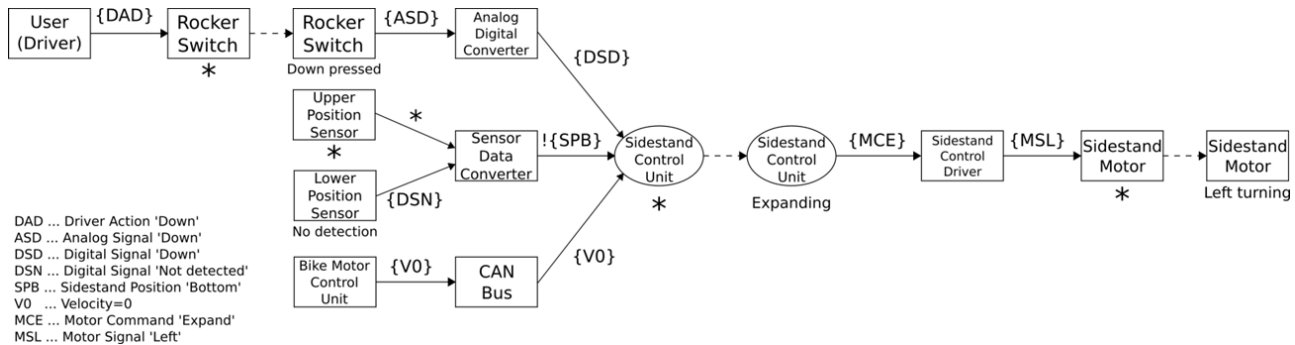 User
(Driver)
{DAD}
Rocker
Switch
*
Rocker
Switch
Down pressed
{ASD}
Analog
Digital
Converter
{DSD}
Upper
Position
Sensor
*
*
Lower
Position
Sensor
No detection
{DSN}
Sensor
Data
Converter
!{SPB}
Bike Motor
Control
Unit
{V0}
CAN
Bus
{V0}
Sidestand
Control
Unit
*
Sidestand
Control
Unit
Expanding
{MCE}
Sidestand
Control
Driver
{MSL}
Sidestand
Motor
*
Sidestand
Motor
Left turning
DAD ... Driver Action 'Down'
ASD ... Analog Signal 'Down'
DSD ... Digital Signal 'Down'
DSN ... Digital Signal 'Not detected'
SPB ... Sidestand Position 'Bottom'
V0 ... Velocity=0
MCE ... Motor Command 'Expand'
MSL ... Motor Signal 'Left'